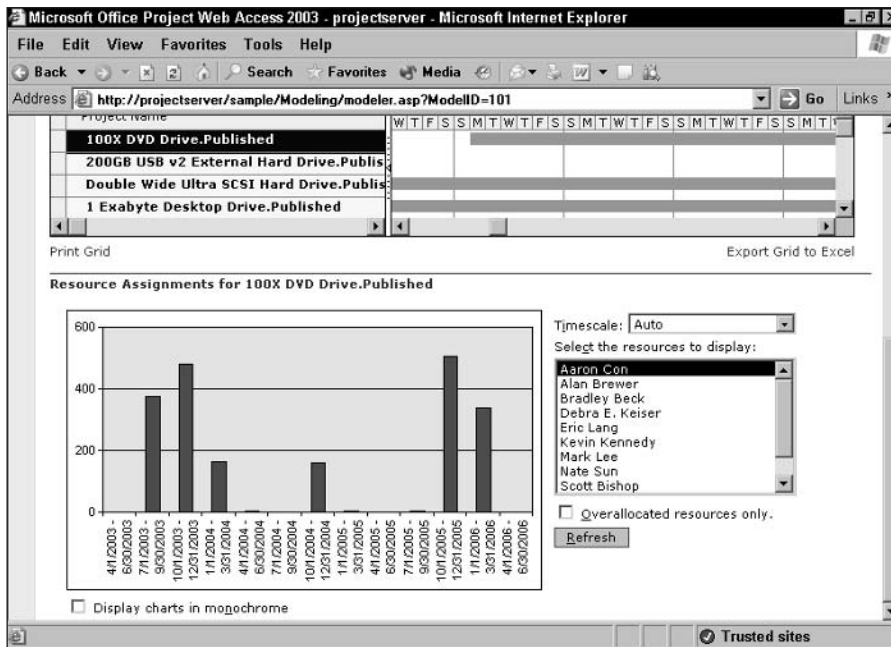 Microsoft Office Project Web Access 2003 - projectserver - Microsoft Internet Explorer
File Edit View Favorites Tools Help
Back Search Favorites Media
Address http://projectserver/sample/Modeling/modeler.asp?ModelID=101 Go Links
Project Name W T F S S M T W T F S S M T W T F S S M T
100X DVD Drive.Published
200GB USB v2 External Hard Drive.Publis
Double Wide Ultra SCSI Hard Drive.Publis
1 Exabyte Desktop Drive.Published
Print Grid Export Grid to Excel
Resource Assignments for 100X DVD Drive.Published
600
400
200
0
4/1/2003 - 6/30/2003
7/1/2003 - 9/30/2003
10/1/2003 - 12/31/2003
1/1/2004 - 3/31/2004
4/1/2004 - 6/30/2004
7/1/2004 - 9/30/2004
10/1/2004 - 12/31/2004
1/1/2005 - 3/31/2005
4/1/2005 - 6/30/2005
7/1/2005 - 9/30/2005
10/1/2005 - 12/31/2005
1/1/2006 - 3/31/2006
4/1/2006 - 6/30/2006
Timescale: Auto
Select the resources to display:
Aaron Con
Alan Brewer
Bradley Beck
Debra E. Keiser
Eric Lang
Kevin Kennedy
Mark Lee
Nate Sun
Scott Bishop
Overallocated resources only.
Refresh
Display charts in monochrome
Trusted sites